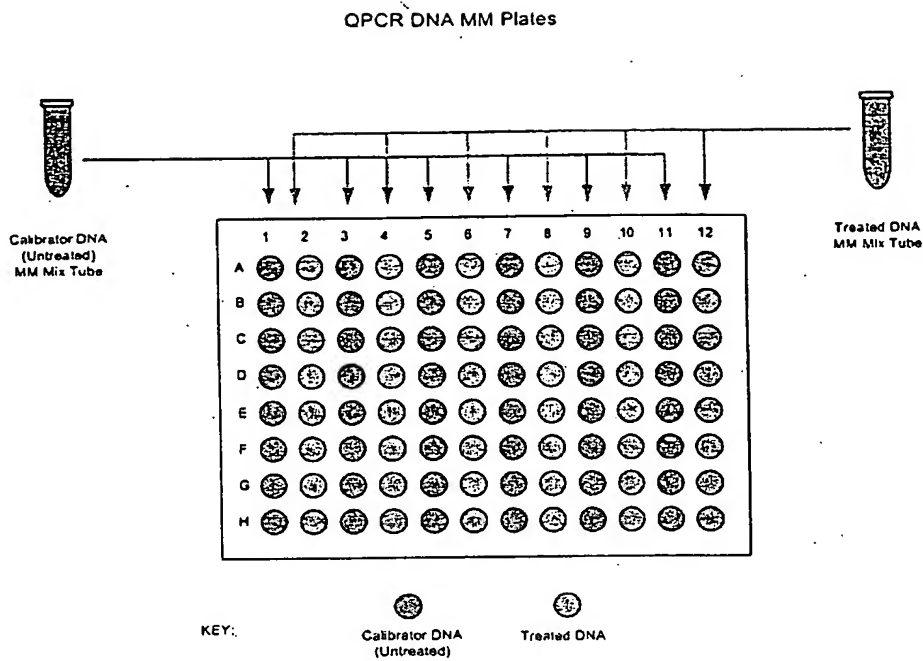 QPCR DNA MM Plates
Calibrator DNA
(Untreated)
MM Mix Tube
Treated DNA
MM Mix Tube
1 2 3 4 5 6 7 8 9 10 11 12
A
B
C
D
E
F
G
H
KEY:
Calibrator DNA
(Untreated)
Treated DNA